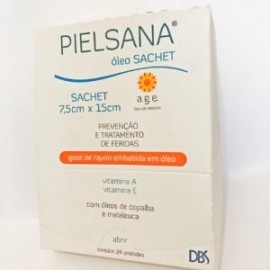 PIELSANA®
óleo SACHET
SACHET
7,5cm x 15cm
a.g.e.
PREVENÇÃO
E TRATAMENTO
DE FERIDAS
gaze de rayon embebida em óleo
vitamina A
vitamina E
com óleos de copaíba
e melaleuca
abrir
contém 24 unidades
DBS